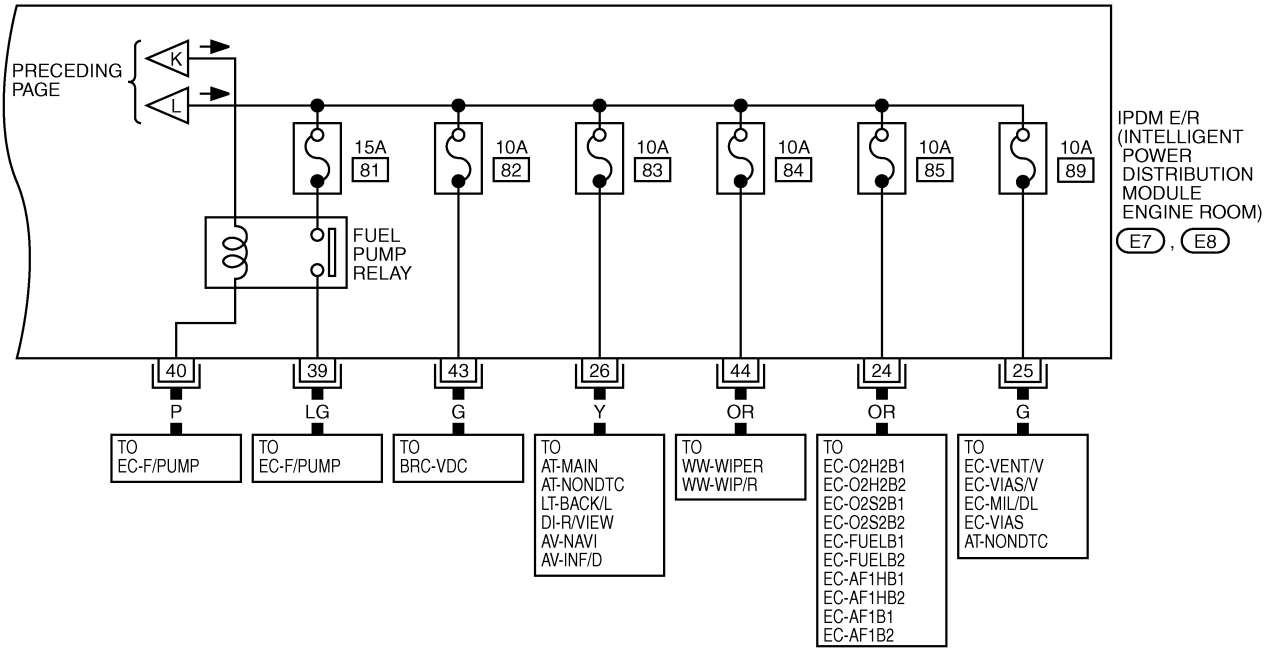 PRECEDING
PAGE
K
L
15A
81
10A
82
10A
83
10A
84
10A
85
10A
89
IPDM E/R
(INTELLIGENT
POWER
DISTRIBUTION
MODULE
ENGINE ROOM)
E7 , E8
FUEL
PUMP
RELAY
40
39
43
26
44
24
25
P
LG
G
Y
OR
OR
G
TO
EC-F/PUMP
TO
EC-F/PUMP
TO
BRC-VDC
TO
AT-MAIN
AT-NONDTC
LT-BACK/L
DI-R/VIEW
AV-NAVI
AV-INF/D
TO
WW-WIPER
WW-WIP/R
TO
EC-O2H2B1
EC-O2H2B2
EC-O2S2B1
EC-O2S2B2
EC-FUELB1
EC-FUELB2
EC-AF1HB1
EC-AF1HB2
EC-AF1B1
EC-AF1B2
TO
EC-VENT/V
EC-VIAS/V
EC-MIL/DL
EC-VIAS
AT-NONDTC